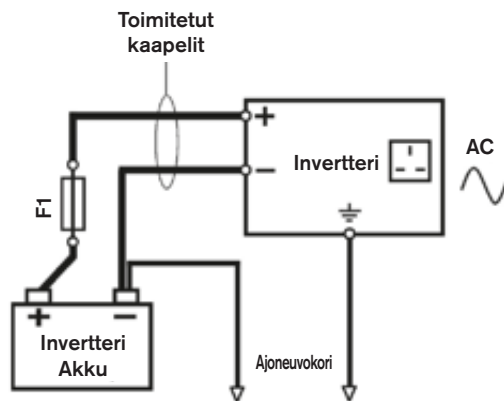 Toimitetut
kaapelit
+
Invertteri
AC
−
F1
+ −
Invertteri
Akku
Ajoneuvokori